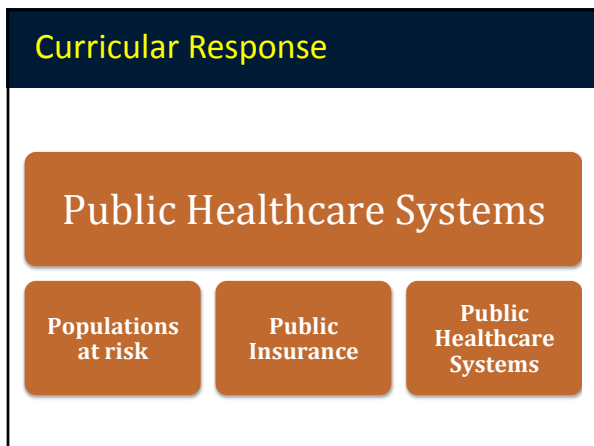 Curricular Response
Public Healthcare Systems
Populations
at risk
Public
Insurance
Public
Healthcare
Systems